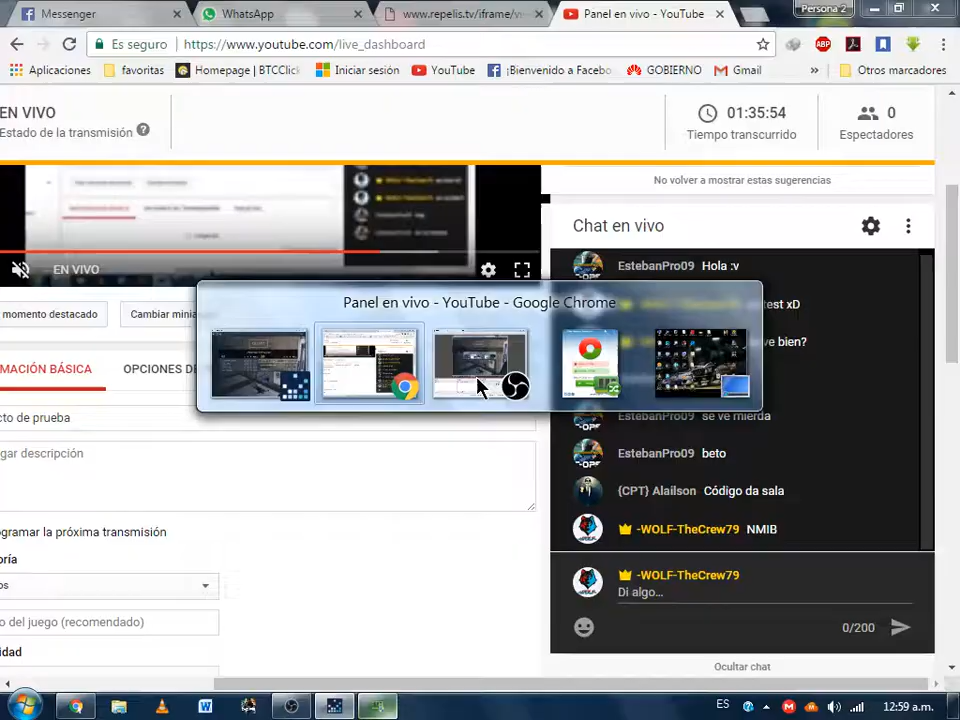 Messenger
WhatsApp
www.repelis.tv/iframe/v
Panel en vivo - YouTube
Persona 2
Es seguro
https://www.youtube.com/live_dashboard
ABP
Aplicaciones
favoritas
Homepage | BTCClick
Iniciar sesión
YouTube
¡Bienvenido a Facebo
GOBIERNO
Gmail
»
Otros marcadores
EN VIVO
Estado de la transmisión
01:35:54
Tiempo transcurrido
0
Espectadores
No volver a mostrar estas sugerencias
Chat en vivo
EN VIVO
EstebanPro09 Hola :v
test xD
Panel en vivo - YouTube - Google Chrome
momento destacado
Cambiar minia
ve bien?
MACIÓN BÁSICA
OPCIONES DE
EstebanPro09 se ve mierda
cto de prueba
gar descripción
EstebanPro09 beto
{CPT} Alailson Código da sala
-WOLF-TheCrew79 NMIB
ogramar la próxima transmisión
oría
os
-WOLF-TheCrew79
Di algo...
o del juego (recomendado)
0/200
idad
Ocultar chat
ES
12:59 a.m.